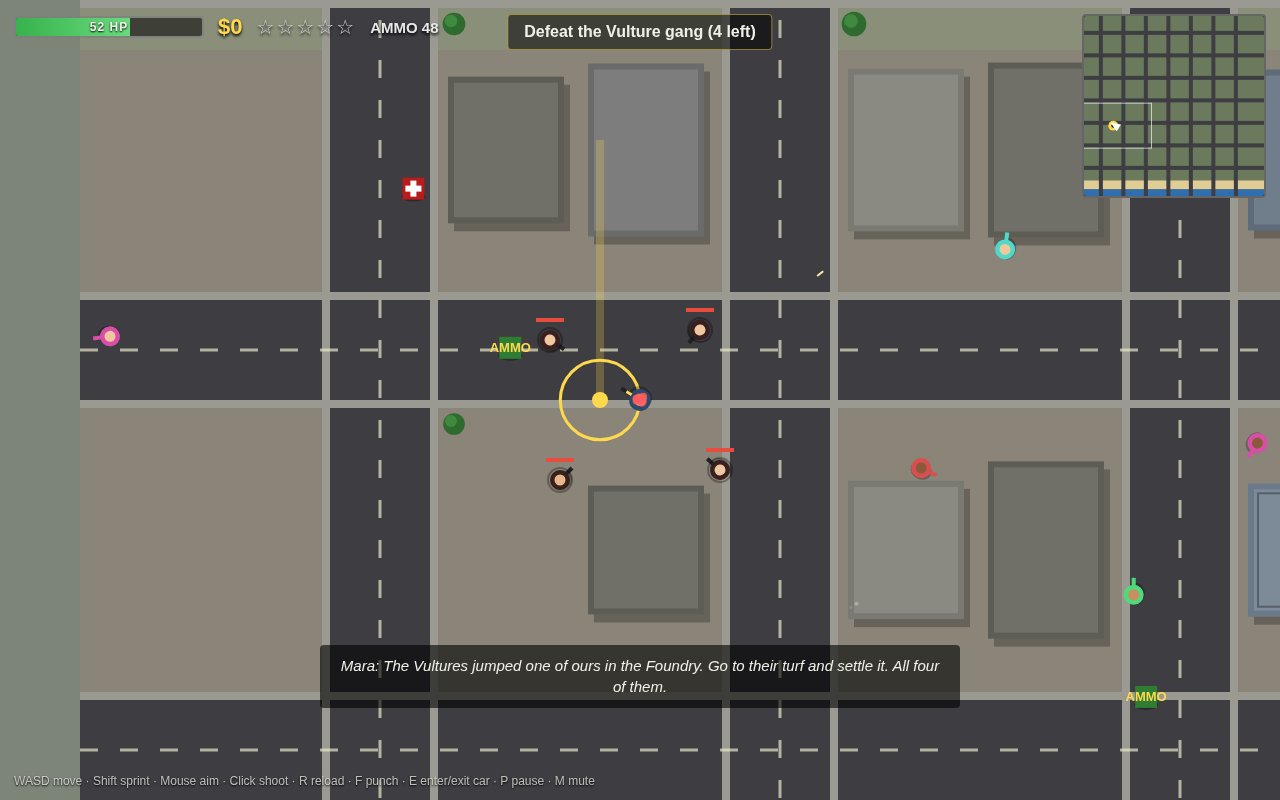 52 HP
$0
AMMO 48
Defeat the Vulture gang (4 left)
AMMO
Mara: The Vultures jumped one of ours in the Foundry. Go to their turf and settle it. All four
of them.
AMMO
WASD move · Shift sprint · Mouse aim · Click shoot · R reload · F punch · E enter/exit car · P pause · M mute